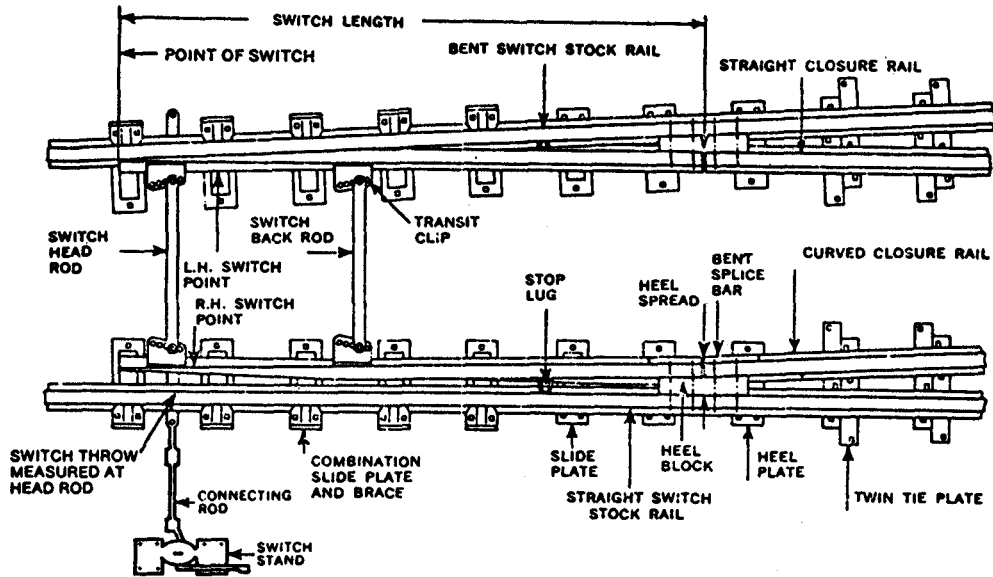 SWITCH LENGTH
POINT OF SWITCH
BENT SWITCH STOCK RAIL
STRAIGHT CLOSURE RAIL
SWITCH
HEAD
ROD
L.H. SWITCH
POINT
SWITCH
BACK ROD
TRANSIT
CLIP
R.H. SWITCH
POINT
STOP
LUG
HEEL
SPREAD
BENT
SPLICE
BAR
CURVED CLOSURE RAIL
SWITCH THROW
MEASURED AT
HEAD ROD
COMBINATION
SLIDE PLATE
AND BRACE
SLIDE
PLATE
HEEL
BLOCK
HEEL
PLATE
STRAIGHT SWITCH
STOCK RAIL
TWIN TIE PLATE
CONNECTING
ROD
SWITCH
STAND